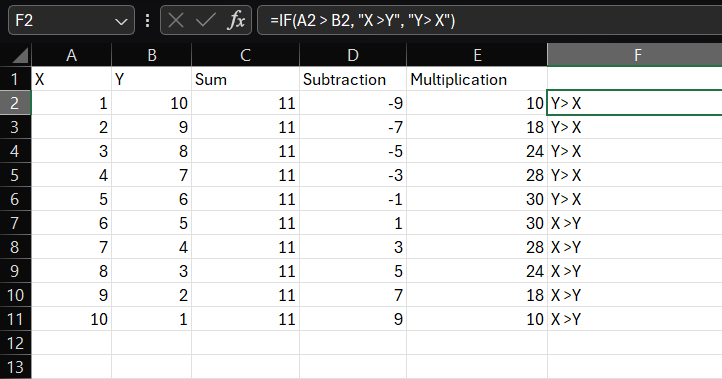 F2 fx =IF(A2 > B2, "X >Y", "Y> X")
A B C D E F
1 X Y Sum Subtraction Multiplication
2 1 10 11 -9 10 Y> X
3 2 9 11 -7 18 Y> X
4 3 8 11 -5 24 Y> X
5 4 7 11 -3 28 Y> X
6 5 6 11 -1 30 Y> X
7 6 5 11 1 30 X >Y
8 7 4 11 3 28 X >Y
9 8 3 11 5 24 X >Y
10 9 2 11 7 18 X >Y
11 10 1 11 9 10 X >Y
12
13